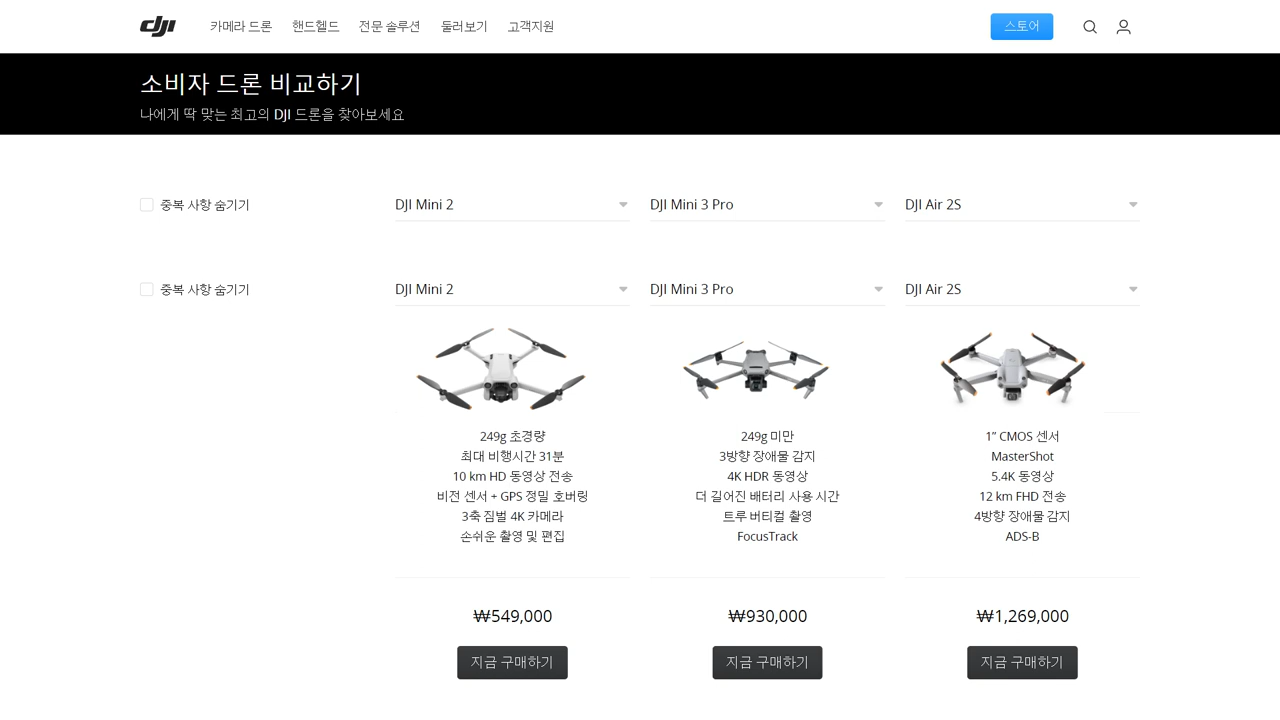 dji
카메라 드론 핸드헬드 전문 솔루션 둘러보기 고객지원 스토어
소비자 드론 비교하기
나에게 딱 맞는 최고의 DJI 드론을 찾아보세요
중복 사항 숨기기 DJI Mini 2 DJI Mini 3 Pro DJI Air 2S
중복 사항 숨기기 DJI Mini 2 DJI Mini 3 Pro DJI Air 2S
249g 초경량
최대 비행시간 31분
10 km HD 동영상 전송
비전 센서 + GPS 정밀 호버링
3축 짐벌 4K 카메라
손쉬운 촬영 및 편집
₩549,000
지금 구매하기
249g 미만
3방향 장애물 감지
4K HDR 동영상
더 길어진 배터리 사용 시간
트루 버티컬 촬영
FocusTrack
₩930,000
지금 구매하기
1” CMOS 센서
MasterShot
5.4K 동영상
12 km FHD 전송
4방향 장애물 감지
ADS-B
₩1,269,000
지금 구매하기